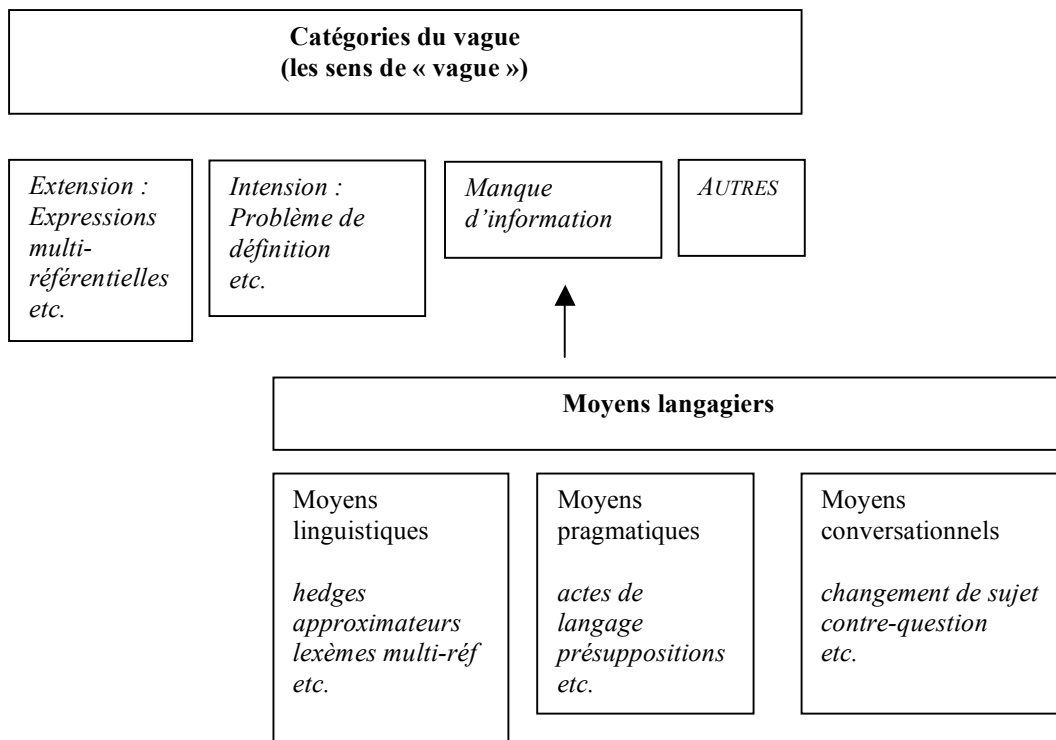 Catégories du vague
(les sens de « vague »)
Extension :
Expressions
multi-
référentielles
etc.
Intension :
Problème de
définition
etc.
Manque
d’information
AUTRES
Moyens langagiers
Moyens
linguistiques
hedges
approximateurs
lexèmes multi-réf
etc.
Moyens
pragmatiques
actes de
langage
présuppositions
etc.
Moyens
conversationnels
changement de sujet
contre-question
etc.